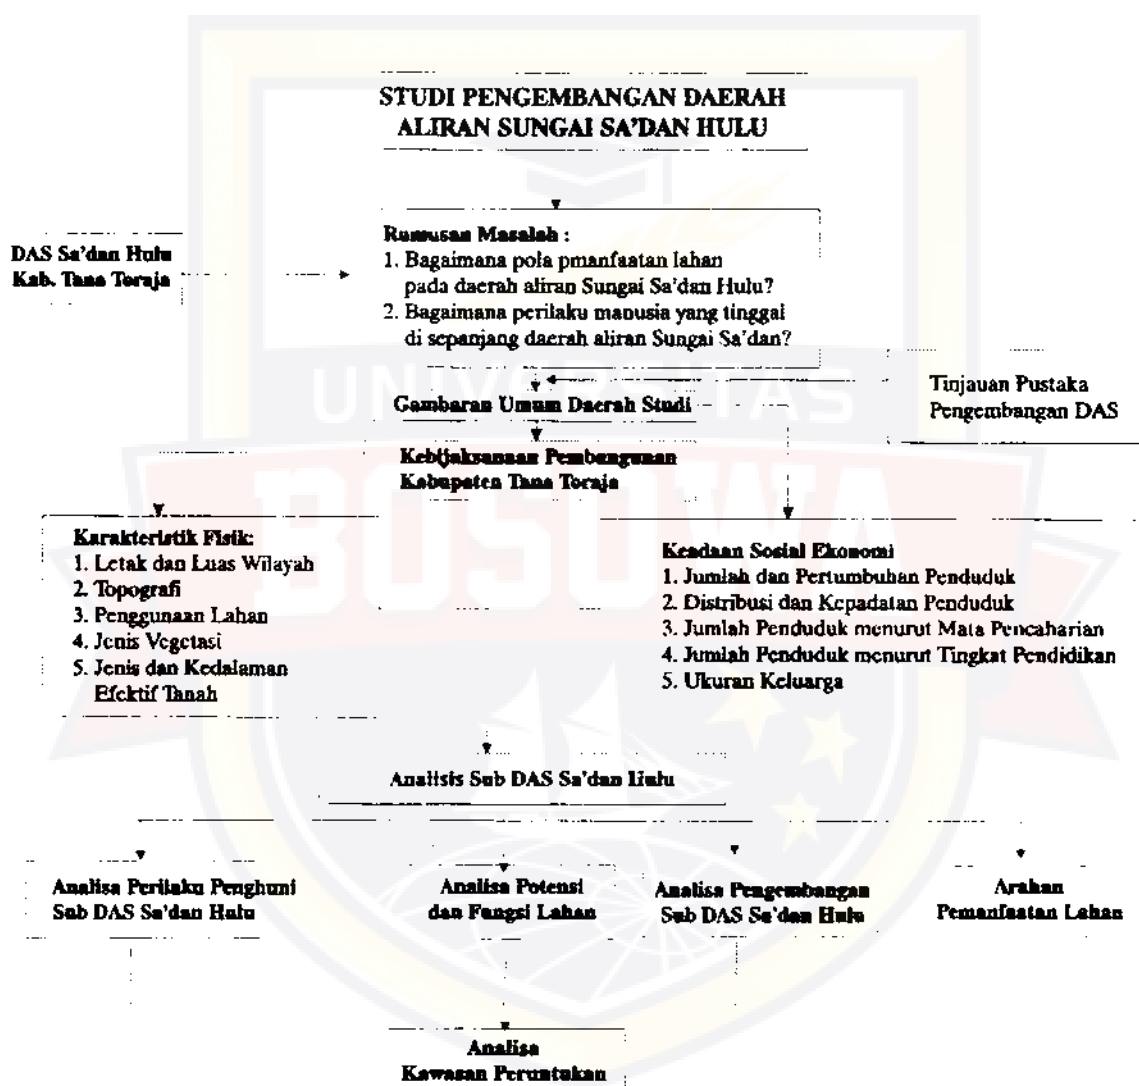 STUDI PENGEMBANGAN DAERAH
ALIRAN SUNGAI SA'DAN HULU
DAS Sa'dan Hulu
Kab. Tana Toraja
Rumusan Masalah :
1. Bagaimana pola pmanfaatan lahan
pada daerah aliran Sungai Sa'dan Hulu?
2. Bagaimana perilaku manusia yang tinggal
di sepanjang daerah aliran Sungai Sa'dan?
Tinjauan Pustaka
Pengembangan DAS
Gambaran Umum Daerah Studi
Kebijaksanaan Pembangunan
Kabupaten Tana Toraja
Karakteristik Fisik:
1. Letak dan Luas Wilayah
2. Topografi
3. Penggunaan Lahan
4. Jenis Vegetasi
5. Jenis dan Kedalaman
Efektif Tanah
Keadaan Sosial Ekonomi
1. Jumlah dan Pertumbuhan Penduduk
2. Distribusi dan Kepadatan Penduduk
3. Jumlah Penduduk menurut Mata Pencaharian
4. Jumlah Penduduk menurut Tingkat Pendidikan
5. Ukuran Keluarga
Analisis Sub DAS Sa'dan Hulu
Analisa Perilaku Penghuni
Sub DAS Sa'dan Hulu
Analisa Potensi
dan Fungsi Lahan
Analisa Pengembangan
Sub DAS Sa'dan Hulu
Arahan
Pemanfaatan Lahan
Analisa
Kawasan Peruntukan
UNIVERSITAS
BOSOWA